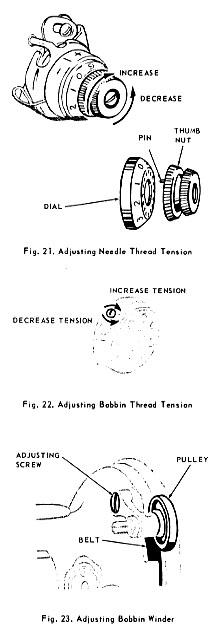 INCREASE
DECREASE
THUMB
NUT
PIN
DIAL
Fig. 21. Adjusting Needle Thread Tension
INCREASE TENSION
DECREASE TENSION
Fig. 22. Adjusting Bobbin Thread Tension
ADJUSTING
SCREW
PULLEY
BELT
Fig. 23. Adjusting Bobbin Winder